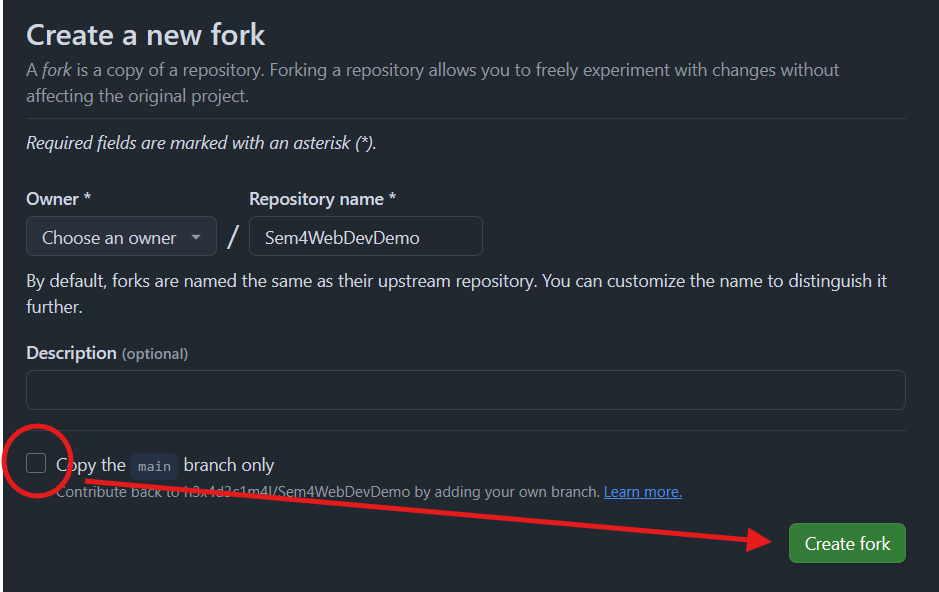 Create a new fork
A fork is a copy of a repository. Forking a repository allows you to freely experiment with changes without
affecting the original project.
Required fields are marked with an asterisk (*).
Owner * Repository name *
Choose an owner / Sem4WebDevDemo
By default, forks are named the same as their upstream repository. You can customize the name to distinguish it
further.
Description (optional)
Copy the main branch only
Contribute back to /Sem4WebDevDemo by adding your own branch. Learn more.
Create fork